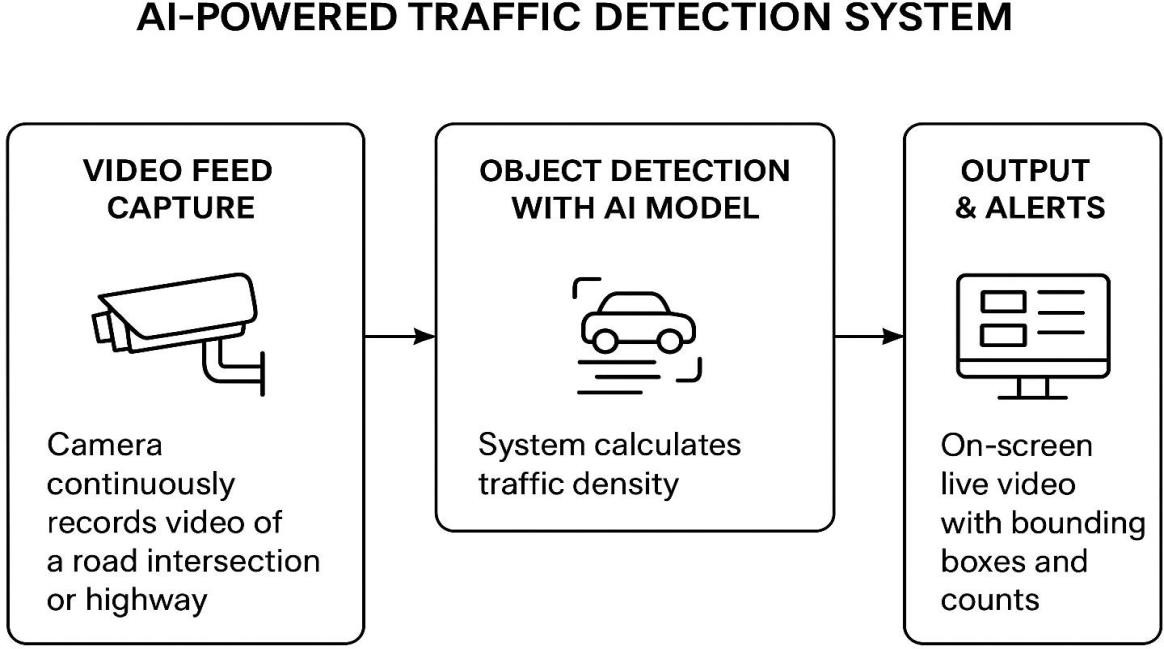 AI-POWERED TRAFFIC DETECTION SYSTEM
VIDEO FEED
CAPTURE
Camera
continuously
records video of
a road intersection
or highway
OBJECT DETECTION
WITH AI MODEL
System calculates
traffic density
OUTPUT
& ALERTS
On-screen
live video
with bounding
boxes and
counts